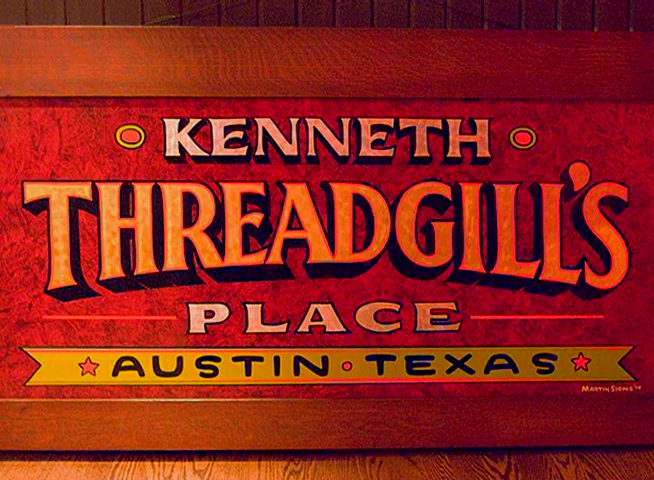 KENNETH
THREADGILL'S
PLACE
AUSTIN • TEXAS
MARTIN SIGNS